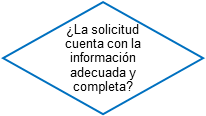 ¿La solicitud
cuenta con la
información
adecuada y
completa?